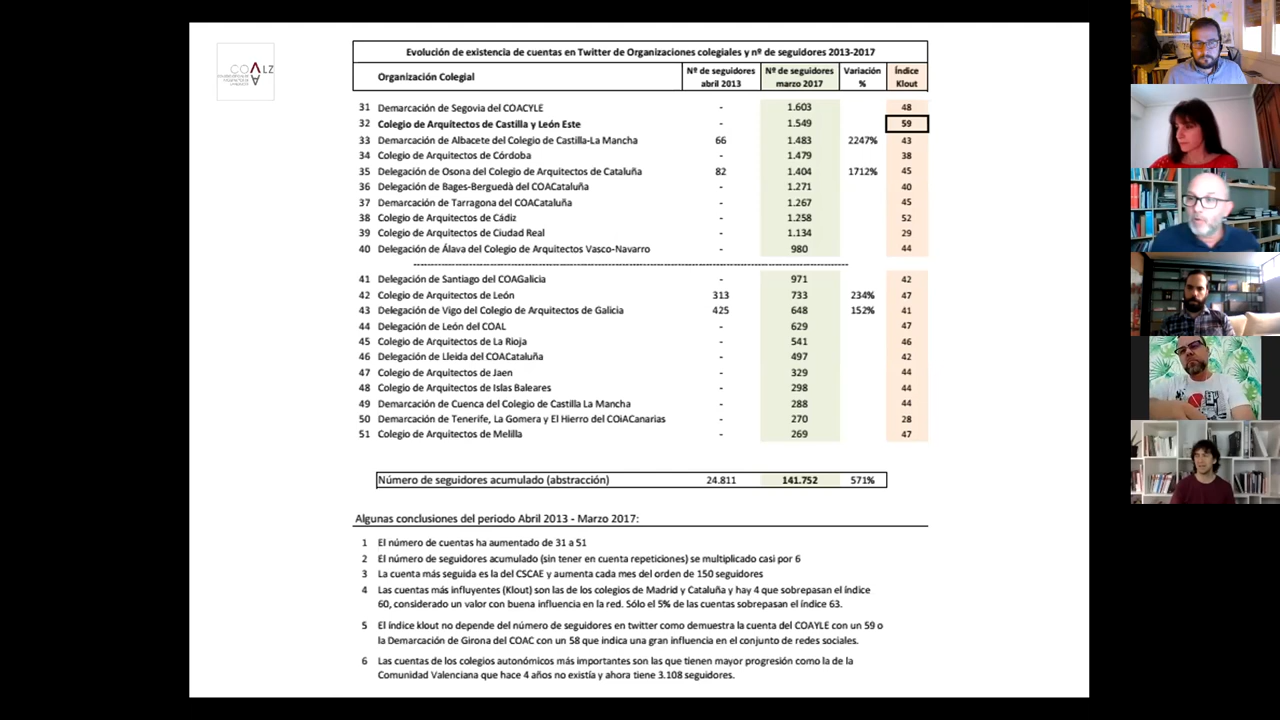 COALZ
Evolución de existencia de cuentas en Twitter de Organizaciones colegiales y nº de seguidores 2013-2017
Organización Colegial Nº de seguidores abril 2013 Nº de seguidores marzo 2017 Variación % Índice Klout
31 Demarcación de Segovia del COACYLE - 1.603 48
32 Colegio de Arquitectos de Castilla y León Este - 1.549 59
33 Demarcación de Albacete del Colegio de Castilla-La Mancha 66 1.483 2247% 43
34 Colegio de Arquitectos de Córdoba - 1.479 38
35 Delegación de Osona del Colegio de Arquitectos de Cataluña 82 1.404 1712% 45
36 Delegación de Bages-Berguedà del COACataluña - 1.271 40
37 Demarcación de Tarragona del COACataluña - 1.267 45
38 Colegio de Arquitectos de Cádiz - 1.258 52
39 Colegio de Arquitectos de Ciudad Real - 1.134 29
40 Delegación de Álava del Colegio de Arquitectos Vasco-Navarro - 980 44
41 Delegación de Santiago del COAGalicia - 971 42
42 Colegio de Arquitectos de León 313 733 234% 47
43 Delegación de Vigo del Colegio de Arquitectos de Galicia 425 648 152% 41
44 Delegación de León del COAL - 629 47
45 Colegio de Arquitectos de La Rioja - 541 46
46 Delegación de Lleida del COACataluña - 497 42
47 Colegio de Arquitectos de Jaen - 329 44
48 Colegio de Arquitectos de Islas Baleares - 298 44
49 Demarcación de Cuenca del Colegio de Castilla La Mancha - 288 44
50 Demarcación de Tenerife, La Gomera y El Hierro del COiACanarias - 270 28
51 Colegio de Arquitectos de Melilla - 269 47
Número de seguidores acumulado (abstracción) 24.811 141.752 571%
Algunas conclusiones del periodo Abril 2013 - Marzo 2017:
1 El número de cuentas ha aumentado de 31 a 51
2 El número de seguidores acumulado (sin tener en cuenta repeticiones) se multiplicado casi por 6
3 La cuenta más seguida es la del CSCAE y aumenta cada mes del orden de 150 seguidores
4 Las cuentas más influyentes (Klout) son las de los colegios de Madrid y Cataluña y hay 4 que sobrepasan el índice
60, considerado un valor con buena influencia en la red. Sólo el 5% de las cuentas sobrepasan el índice 63.
5 El índice klout no depende del número de seguidores en twitter como demuestra la cuenta del COAYLE con un 59 o
la Demarcación de Girona del COAC con un 58 que indica una gran influencia en el conjunto de redes sociales.
6 Las cuentas de los colegios autonómicos más importantes son las que tienen mayor progresión como la de la
Comunidad Valenciana que hace 4 años no existía y ahora tiene 3.108 seguidores.